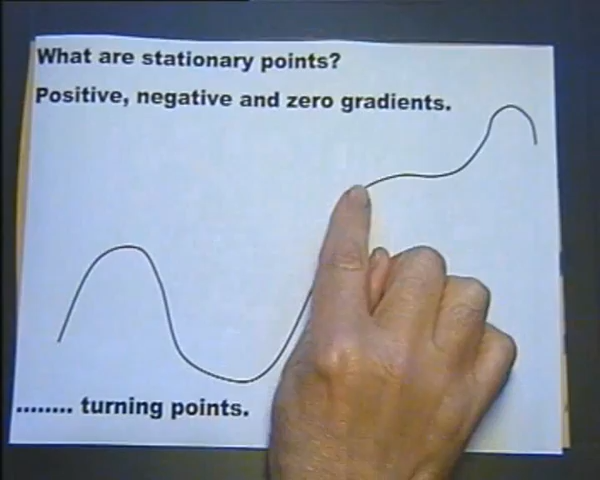 What are stationary points?
Positive, negative and zero gradients.
........ turning points.